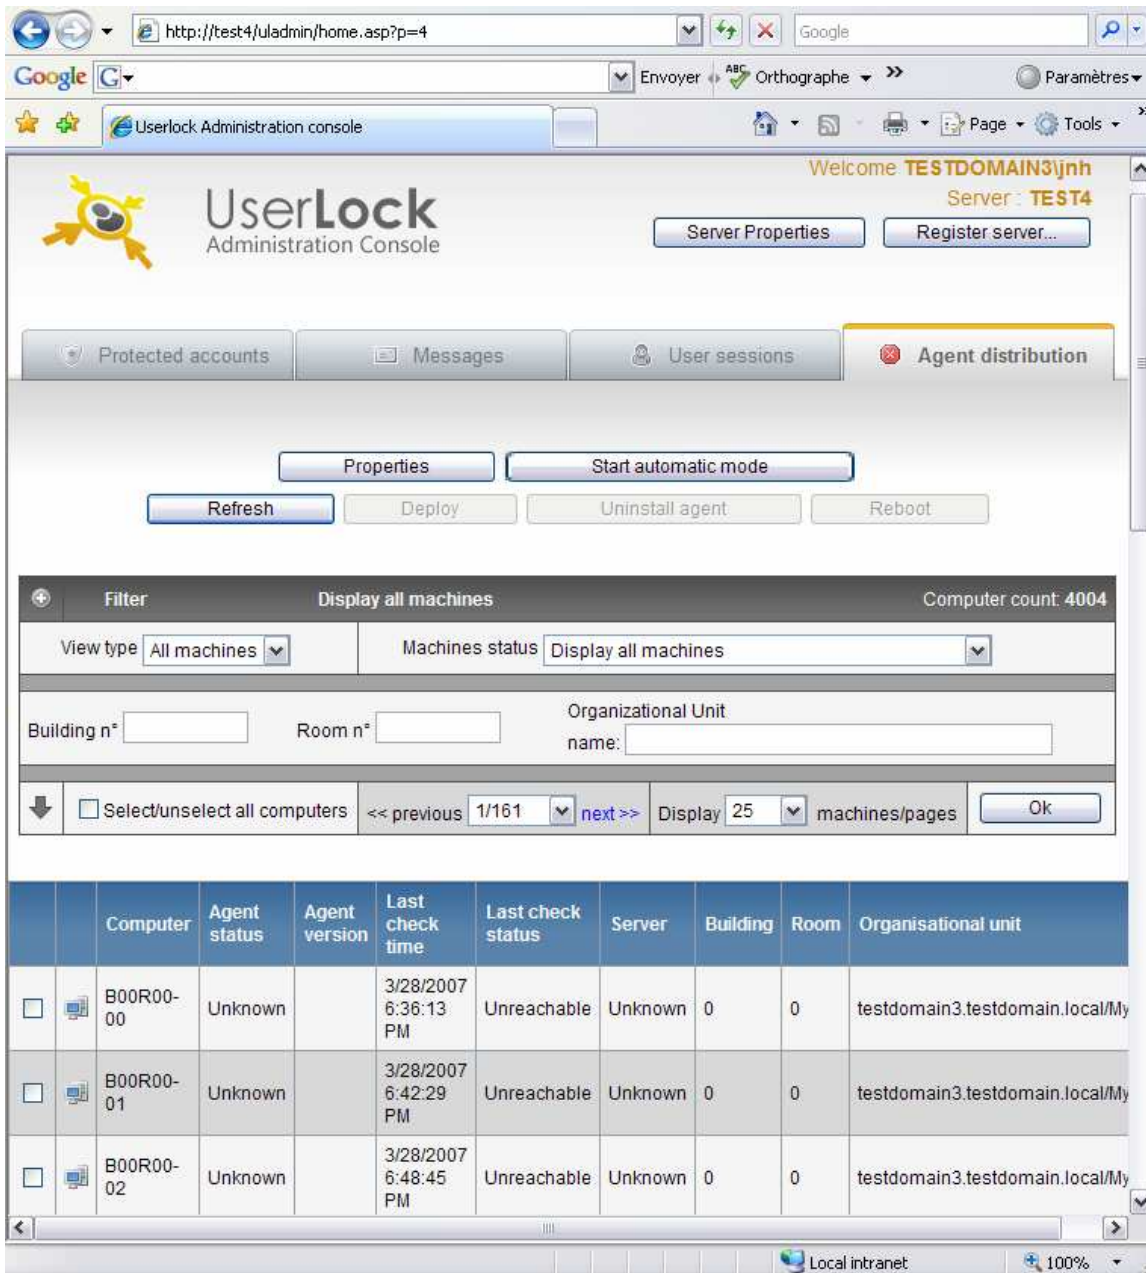 http://test4/uladmin/home.asp?p=4
Google
Google G
Envoyer ABC Orthographe >> Paramètres
Userlock Administration console
Page Tools
Welcome TESTDOMAIN3\jnh
Server : TEST4
UserLock
Administration Console
Server Properties Register server...
Protected accounts Messages User sessions Agent distribution
Properties Start automatic mode
Refresh Deploy Uninstall agent Reboot
Filter Display all machines Computer count: 4004
View type All machines Machines status Display all machines
Building n° Room n° Organizational Unit name:
Select/unselect all computers << previous 1/161 next >> Display 25 machines/pages Ok
Computer Agent status Agent version Last check time Last check status Server Building Room Organisational unit
B00R00-00 Unknown 3/28/2007 6:36:13 PM Unreachable Unknown 0 0 testdomain3.testdomain.local/My
B00R00-01 Unknown 3/28/2007 6:42:29 PM Unreachable Unknown 0 0 testdomain3.testdomain.local/My
B00R00-02 Unknown 3/28/2007 6:48:45 PM Unreachable Unknown 0 0 testdomain3.testdomain.local/My
Local intranet 100%